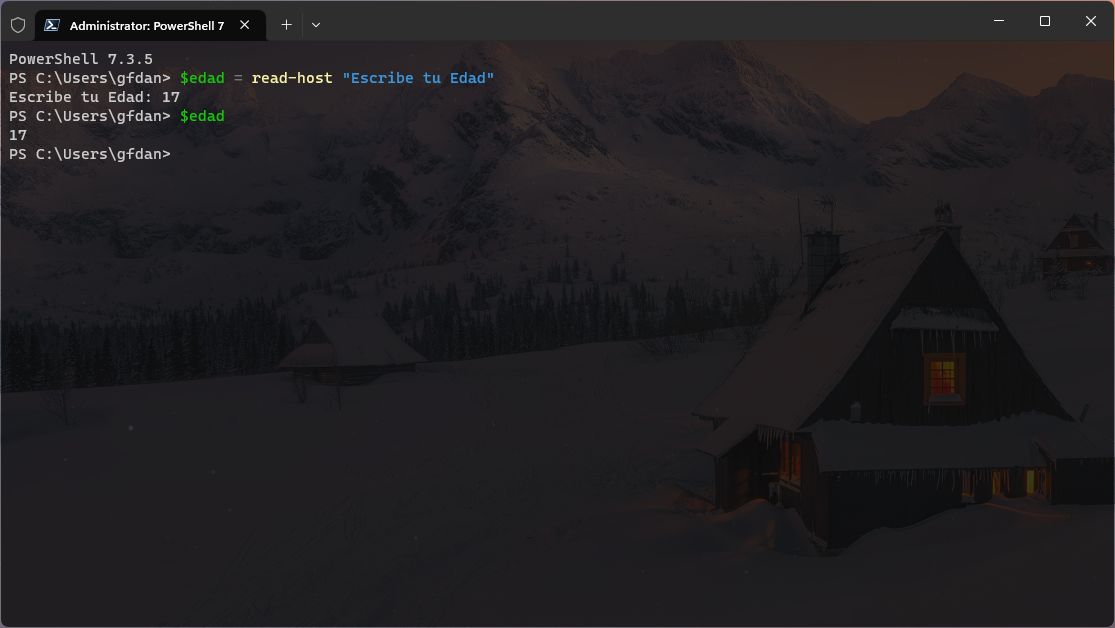 Administrator: PowerShell 7
PowerShell 7.3.5
PS C:\Users\gfdan> $edad = read-host "Escribe tu Edad"
Escribe tu Edad: 17
PS C:\Users\gfdan> $edad
17
PS C:\Users\gfdan>